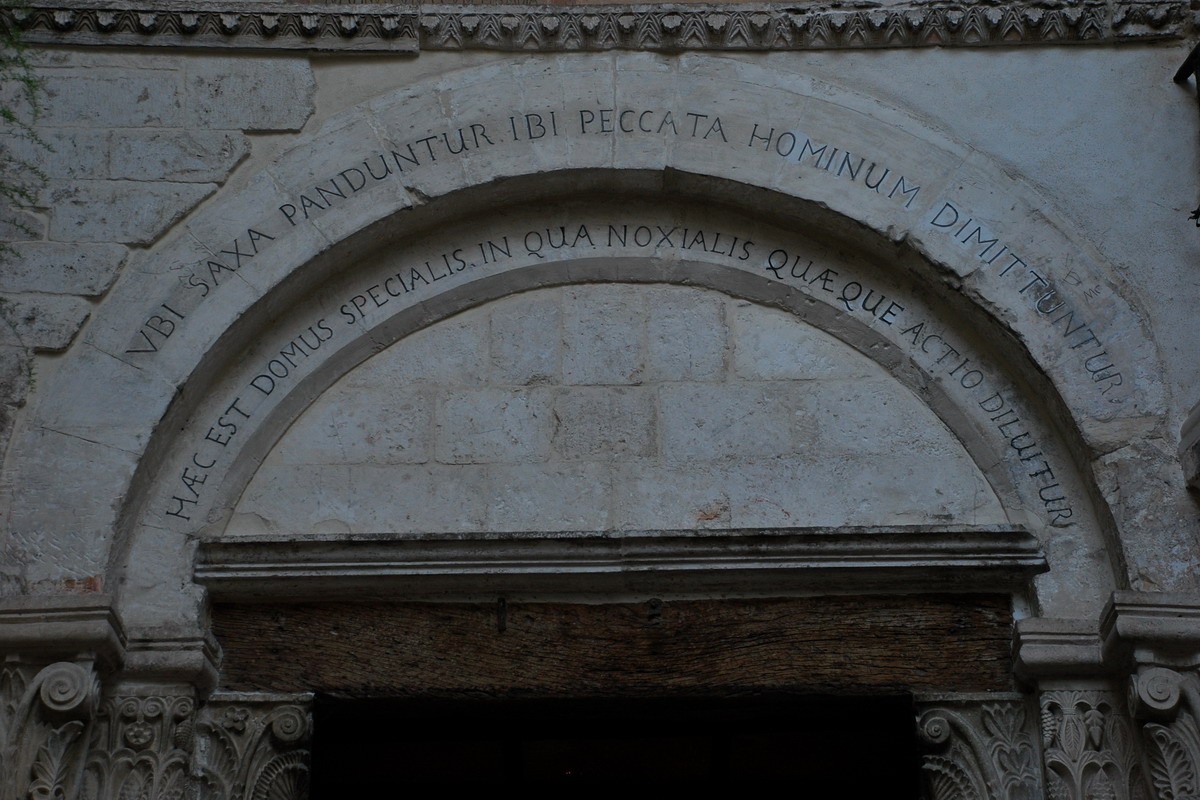 VBI SAXA PANDUNTUR IBI PECCATA HOMINUM DIMITTUNTUR
HÆC EST DOMUS SPECIALIS. IN QUA NOXIALIS QUÆQUE ACTIO DILUITUR